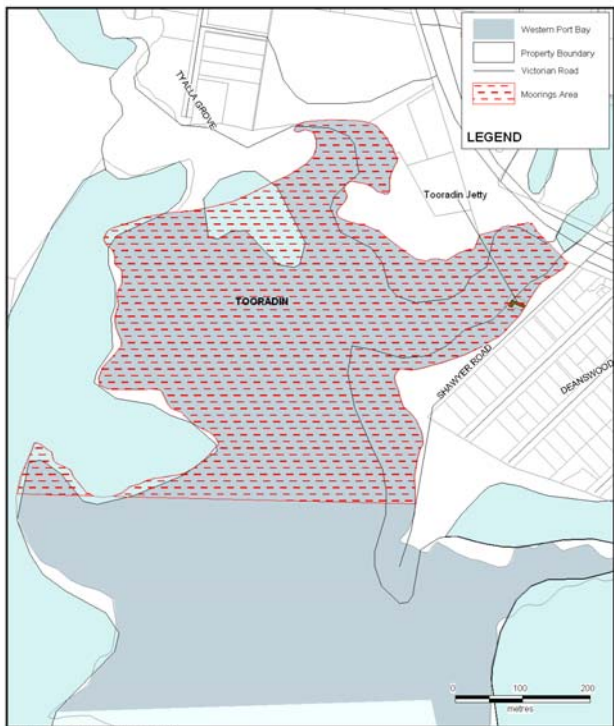 Western Port Bay
Property Boundary
Victorian Road
Moorings Area
LEGEND
TYALLA GROVE
Tooradin Jetty
TOORADIN
SHAWYER ROAD
DEANSWOOD
0 100 200
metres